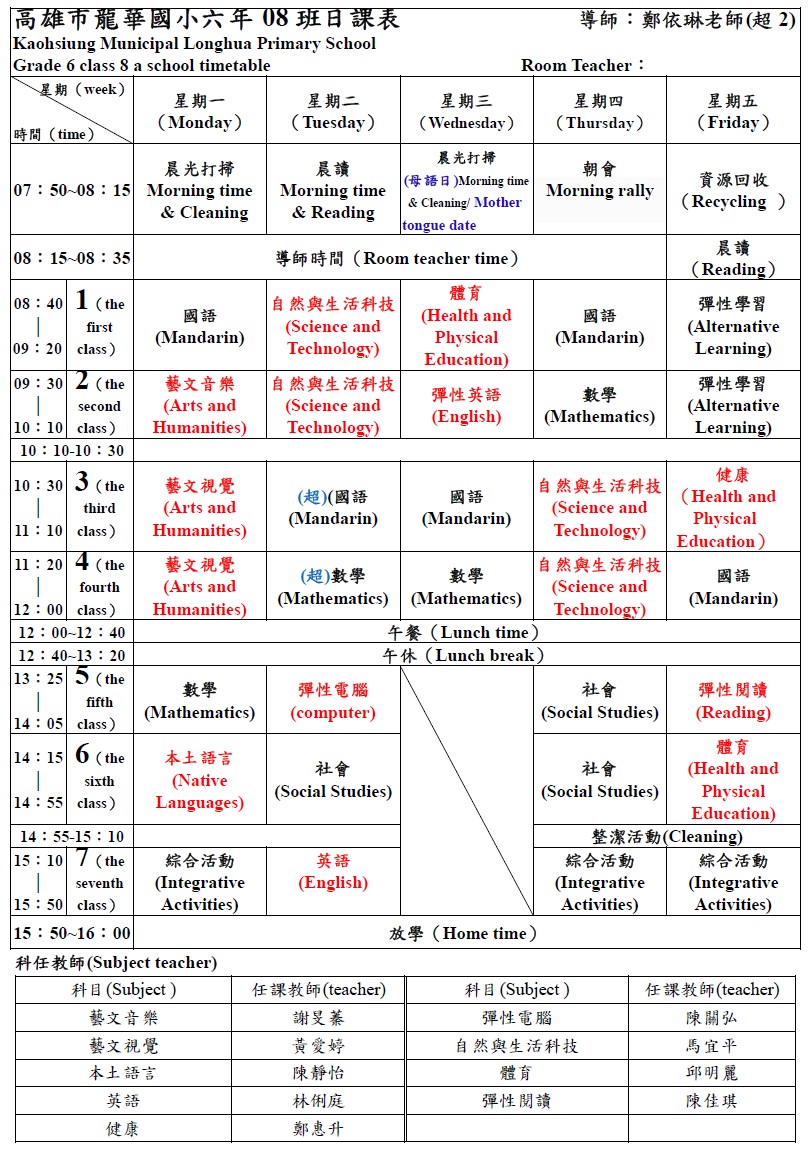 高雄市龍華國小六年 08 班日課表 導師：鄭依琳老師(超 2)
Kaohsiung Municipal Longhua Primary School
Grade 6 class 8 a school timetable Room Teacher：
星期（week）
時間（time）
星期一
（Monday）
星期二
（Tuesday）
星期三
（Wednesday）
星期四
（Thursday）
星期五
（Friday）
07：50~08：15
晨光打掃
Morning time
& Cleaning
晨讀
Morning time
& Reading
晨光打掃
(母語日)Morning time
& Cleaning/ Mother
tongue date
朝會
Morning rally
資源回收
（Recycling ）
08：15~08：35
導師時間（Room teacher time）
晨讀
（Reading）
08：40
│
09：20
1（the
first
class）
國語
(Mandarin)
自然與生活科技
(Science and
Technology)
體育
(Health and
Physical
Education)
國語
(Mandarin)
彈性學習
(Alternative
Learning)
09：30
│
10：10
2（the
second
class）
藝文音樂
(Arts and
Humanities)
自然與生活科技
(Science and
Technology)
彈性英語
(English)
數學
(Mathematics)
彈性學習
(Alternative
Learning)
10：10-10：30
10：30
│
11：10
3（the
third
class）
藝文視覺
(Arts and
Humanities)
(超)(國語
(Mandarin)
國語
(Mandarin)
自然與生活科技
(Science and
Technology)
健康
（Health and
Physical
Education）
11：20
│
12：00
4（the
fourth
class）
藝文視覺
(Arts and
Humanities)
(超)數學
(Mathematics)
數學
(Mathematics)
自然與生活科技
(Science and
Technology)
國語
(Mandarin)
12：00~12：40
午餐（Lunch time）
12：40~13：20
午休（Lunch break）
13：25
│
14：05
5（the
fifth
class）
數學
(Mathematics)
彈性電腦
(computer)
社會
(Social Studies)
彈性閱讀
(Reading)
14：15
│
14：55
6（the
sixth
class）
本土語言
(Native
Languages)
社會
(Social Studies)
社會
(Social Studies)
體育
(Health and
Physical
Education)
14：55-15：10
整潔活動(Cleaning)
15：10
│
15：50
7（the
seventh
class）
綜合活動
(Integrative
Activities)
英語
(English)
綜合活動
(Integrative
Activities)
綜合活動
(Integrative
Activities)
15：50~16：00
放學（Home time）
科任教師(Subject teacher)
科目(Subject ) 任課教師(teacher) 科目(Subject ) 任課教師(teacher)
藝文音樂 謝旻蓁 彈性電腦 陳關弘
藝文視覺 黃愛婷 自然與生活科技 馬宜平
本土語言 陳靜怡 體育 邱明麗
英語 林俐庭 彈性閱讀 陳佳琪
健康 鄭惠升